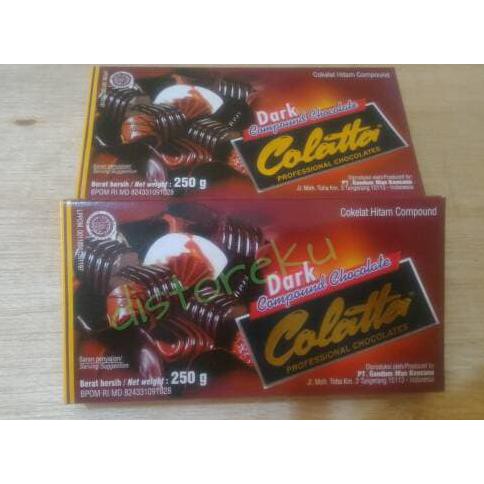 Cokelat Hitam Compound
Dark
Compound Chocolate
Colatta
PROFESSIONAL CHOCOLATES
Saran penyajian/
Serving Suggestion
Berat bersih / Net weight : 250 g
BPOM RI MD 824331091028
Diproduksi oleh/Produced by:
PT. Gandum Mas Kencana
Jl. Moh. Toha Km. 3 Tangerang 15113 - Indonesia
Cokelat Hitam Compound
Dark
Compound Chocolate
Colatta
PROFESSIONAL CHOCOLATES
Saran penyajian/
Serving Suggestion
Berat bersih / Net weight : 250 g
BPOM RI MD 824331091028
Diproduksi oleh/Produced by:
PT. Gandum Mas Kencana
Jl. Moh. Toha Km. 3 Tangerang 15113 - Indonesia
distoreku